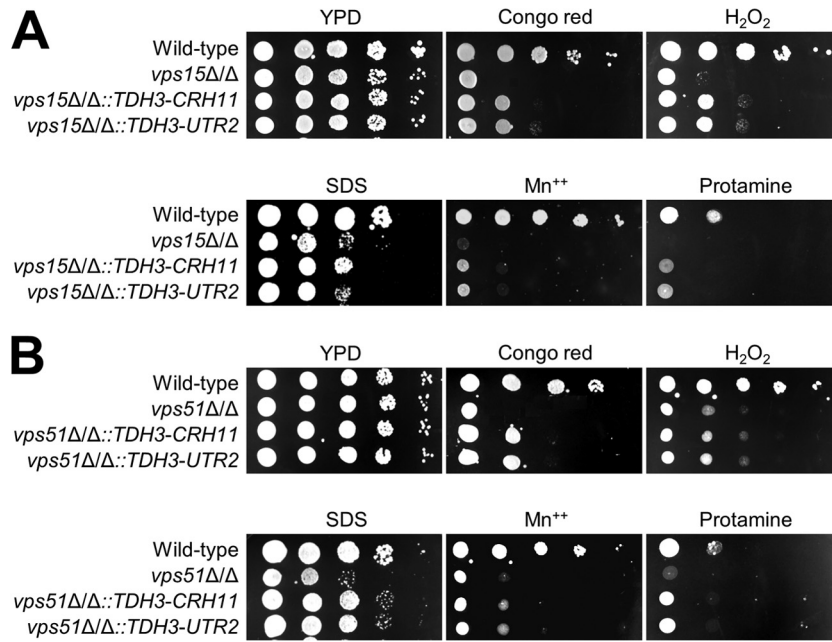 A
YPD Congo red H₂O₂
Wild-type
vps15Δ/Δ
vps15Δ/Δ::TDH3-CRH11
vps15Δ/Δ::TDH3-UTR2
SDS Mn⁺⁺ Protamine
Wild-type
vps15Δ/Δ
vps15Δ/Δ::TDH3-CRH11
vps15Δ/Δ::TDH3-UTR2
B
YPD Congo red H₂O₂
Wild-type
vps51Δ/Δ
vps51Δ/Δ::TDH3-CRH11
vps51Δ/Δ::TDH3-UTR2
SDS Mn⁺⁺ Protamine
Wild-type
vps51Δ/Δ
vps51Δ/Δ::TDH3-CRH11
vps51Δ/Δ::TDH3-UTR2